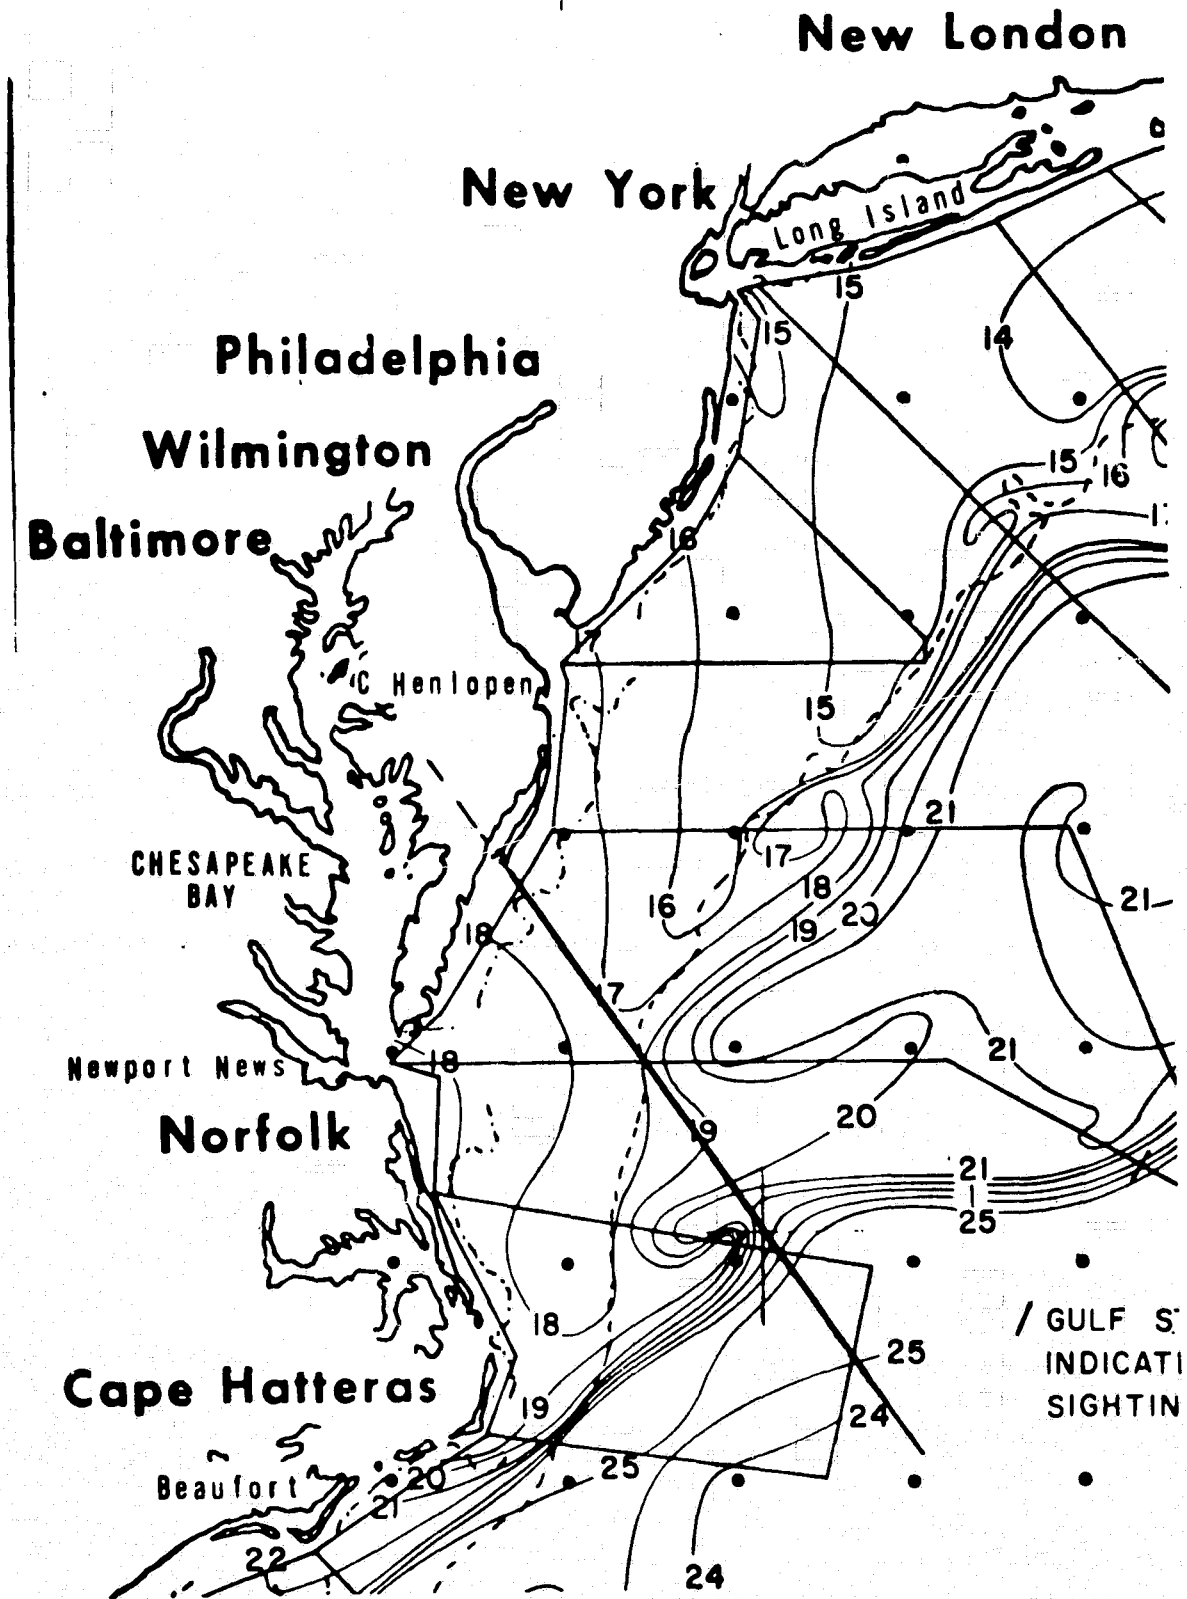 New London
New York
Long Island
15
15
14
Philadelphia
Wilmington
15
16
Baltimore
16
17
C Henlopen
15
21
CHESAPEAKE
BAY
17
18
16
19
20
21
18
17
Newport News
18
21
20
Norfolk
19
21
25
18
GULF
INDICATI
SIGHTIN
25
Cape Hatteras
19
24
25
20
Beaufort
21
22
24